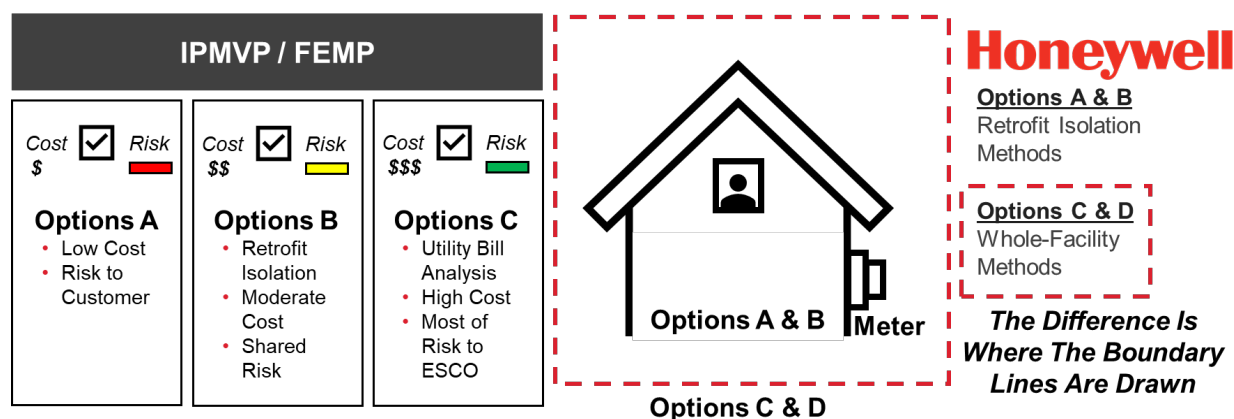 IPMVP / FEMP
Cost
$
Risk
Options A
• Low Cost
• Risk to
Customer
Cost
$$
Risk
Options B
• Retrofit
Isolation
• Moderate
Cost
• Shared
Risk
Cost
$$$
Risk
Options C
• Utility Bill
Analysis
• High Cost
• Most of
Risk to
ESCO
Options A & B
Meter
Options C & D
Honeywell
Options A & B
Retrofit Isolation
Methods
Options C & D
Whole-Facility
Methods
The Difference Is
Where The Boundary
Lines Are Drawn